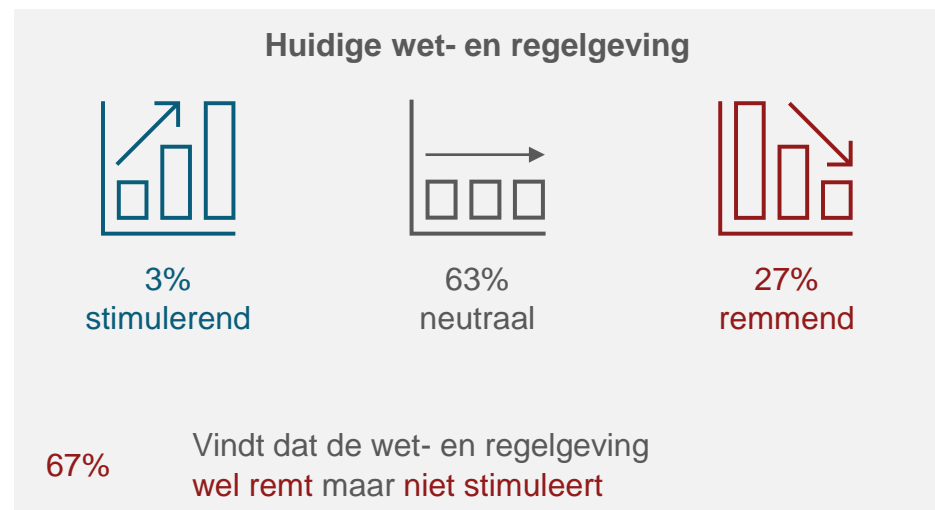 Huidige wet- en regelgeving
3%
stimulerend
63%
neutraal
27%
remmend
67%
Vindt dat de wet- en regelgeving
wel remt maar niet stimuleert